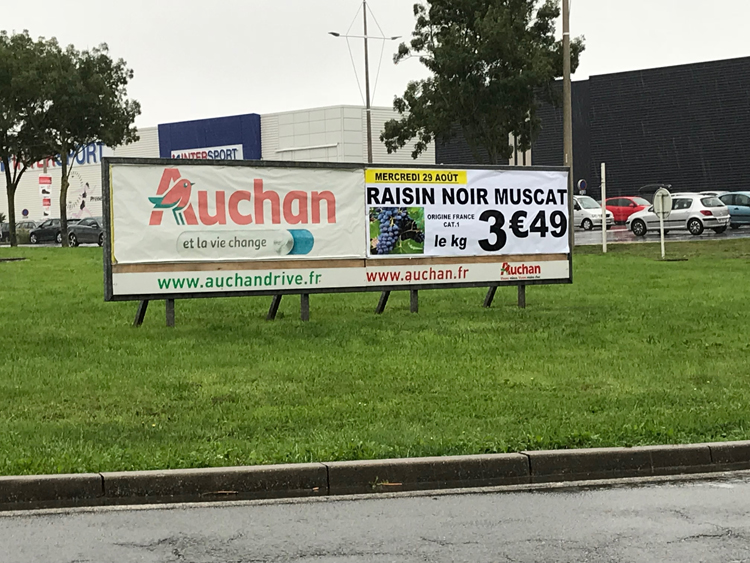 INTERSPORT
Auchan
et la vie change
www.auchandrive.fr
MERCREDI 29 AOÛT
RAISIN NOIR MUSCAT
ORIGINE FRANCE
CAT.1
le kg
3€49
www.auchan.fr
Auchan